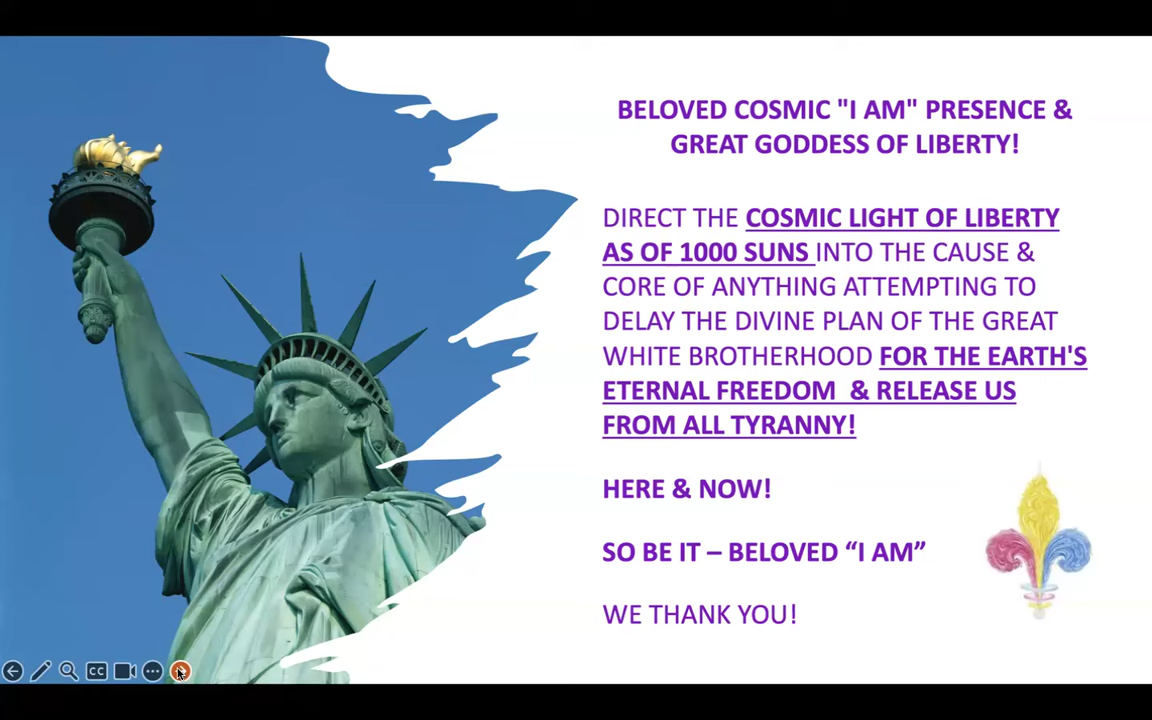 BELOVED COSMIC "I AM" PRESENCE &
GREAT GODDESS OF LIBERTY!
DIRECT THE COSMIC LIGHT OF LIBERTY
AS OF 1000 SUNS INTO THE CAUSE &
CORE OF ANYTHING ATTEMPTING TO
DELAY THE DIVINE PLAN OF THE GREAT
WHITE BROTHERHOOD FOR THE EARTH'S
ETERNAL FREEDOM & RELEASE US
FROM ALL TYRANNY!
HERE & NOW!
SO BE IT – BELOVED “I AM”
WE THANK YOU!
CC